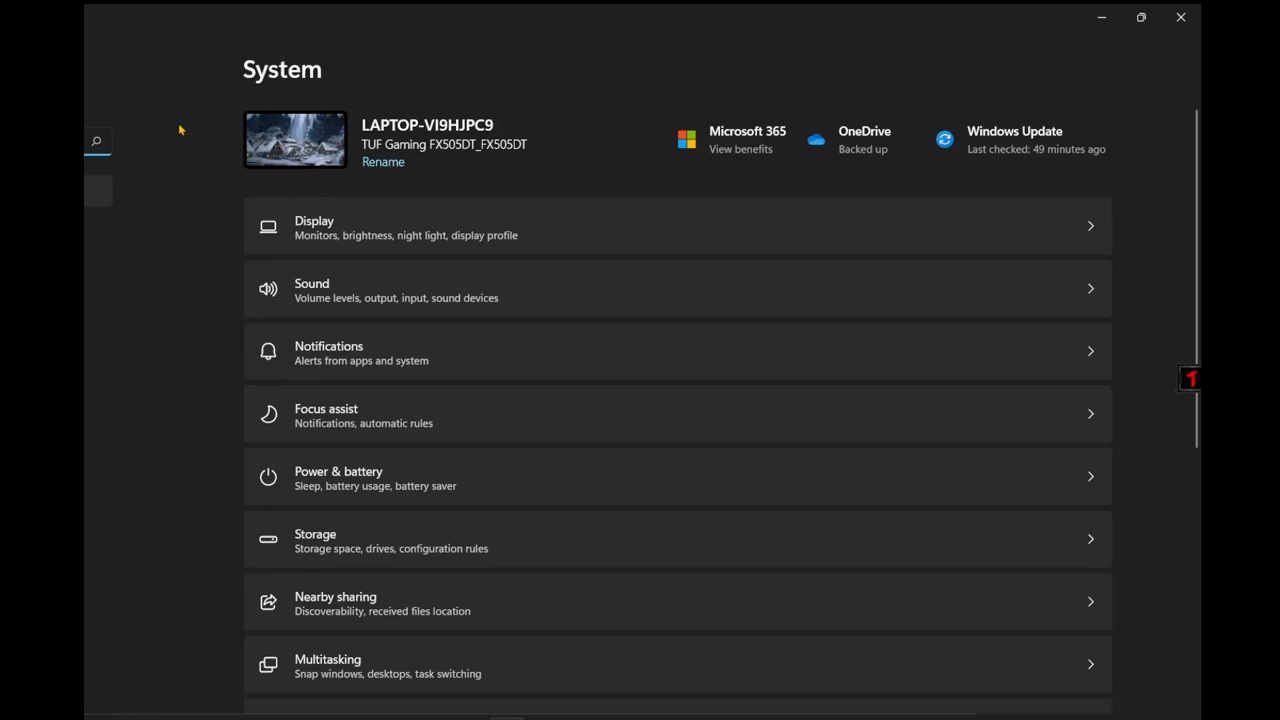 System
LAPTOP-VI9HJPC9
TUF Gaming FX505DT_FX505DT
Rename
Microsoft 365
View benefits
OneDrive
Backed up
Windows Update
Last checked: 49 minutes ago
Display
Monitors, brightness, night light, display profile
Sound
Volume levels, output, input, sound devices
Notifications
Alerts from apps and system
Focus assist
Notifications, automatic rules
Power & battery
Sleep, battery usage, battery saver
Storage
Storage space, drives, configuration rules
Nearby sharing
Discoverability, received files location
Multitasking
Snap windows, desktops, task switching
1